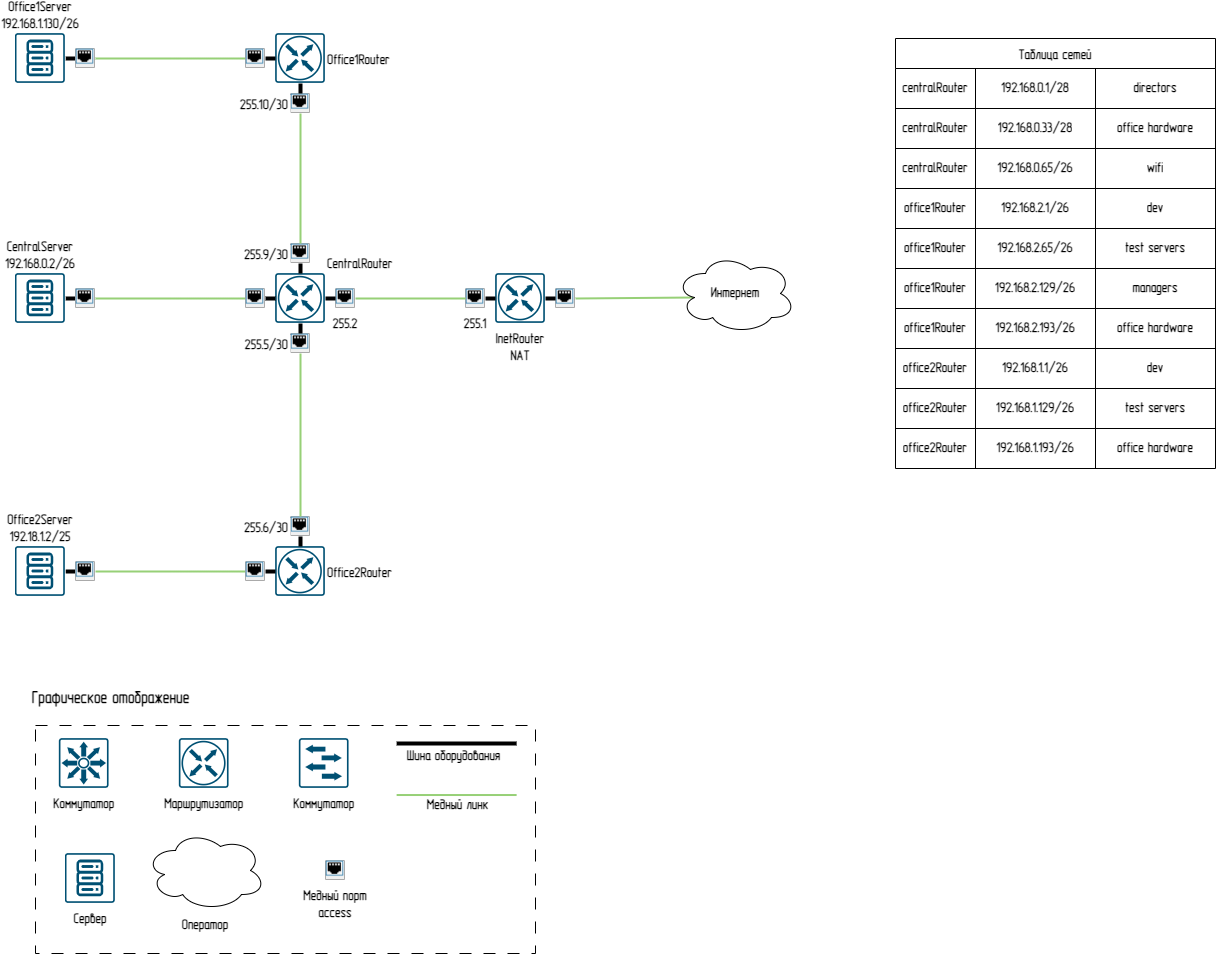 Office1Server
192.168.1.130/26
Office1Router
255.10/30
255.9/30
CentralServer
192.168.0.2/26
CentralRouter
255.2
255.1
InetRouter
NAT
Интернет
255.5/30
255.6/30
Office2Server
192.18.1.2/25
Office2Router
Таблица сетей
centralRouter 192.168.0.1/28 directors
centralRouter 192.168.0.33/28 office hardware
centralRouter 192.168.0.65/26 wifi
office1Router 192.168.2.1/26 dev
office1Router 192.168.2.65/26 test servers
office1Router 192.168.2.129/26 managers
office1Router 192.168.2.193/26 office hardware
office2Router 192.168.1.1/26 dev
office2Router 192.168.1.129/26 test servers
office2Router 192.168.1.193/26 office hardware
Графическое отображение
Коммутатор
Маршрутизатор
Коммутатор
Шина оборудования
Медный линк
Сервер
Оператор
Медный порт
access